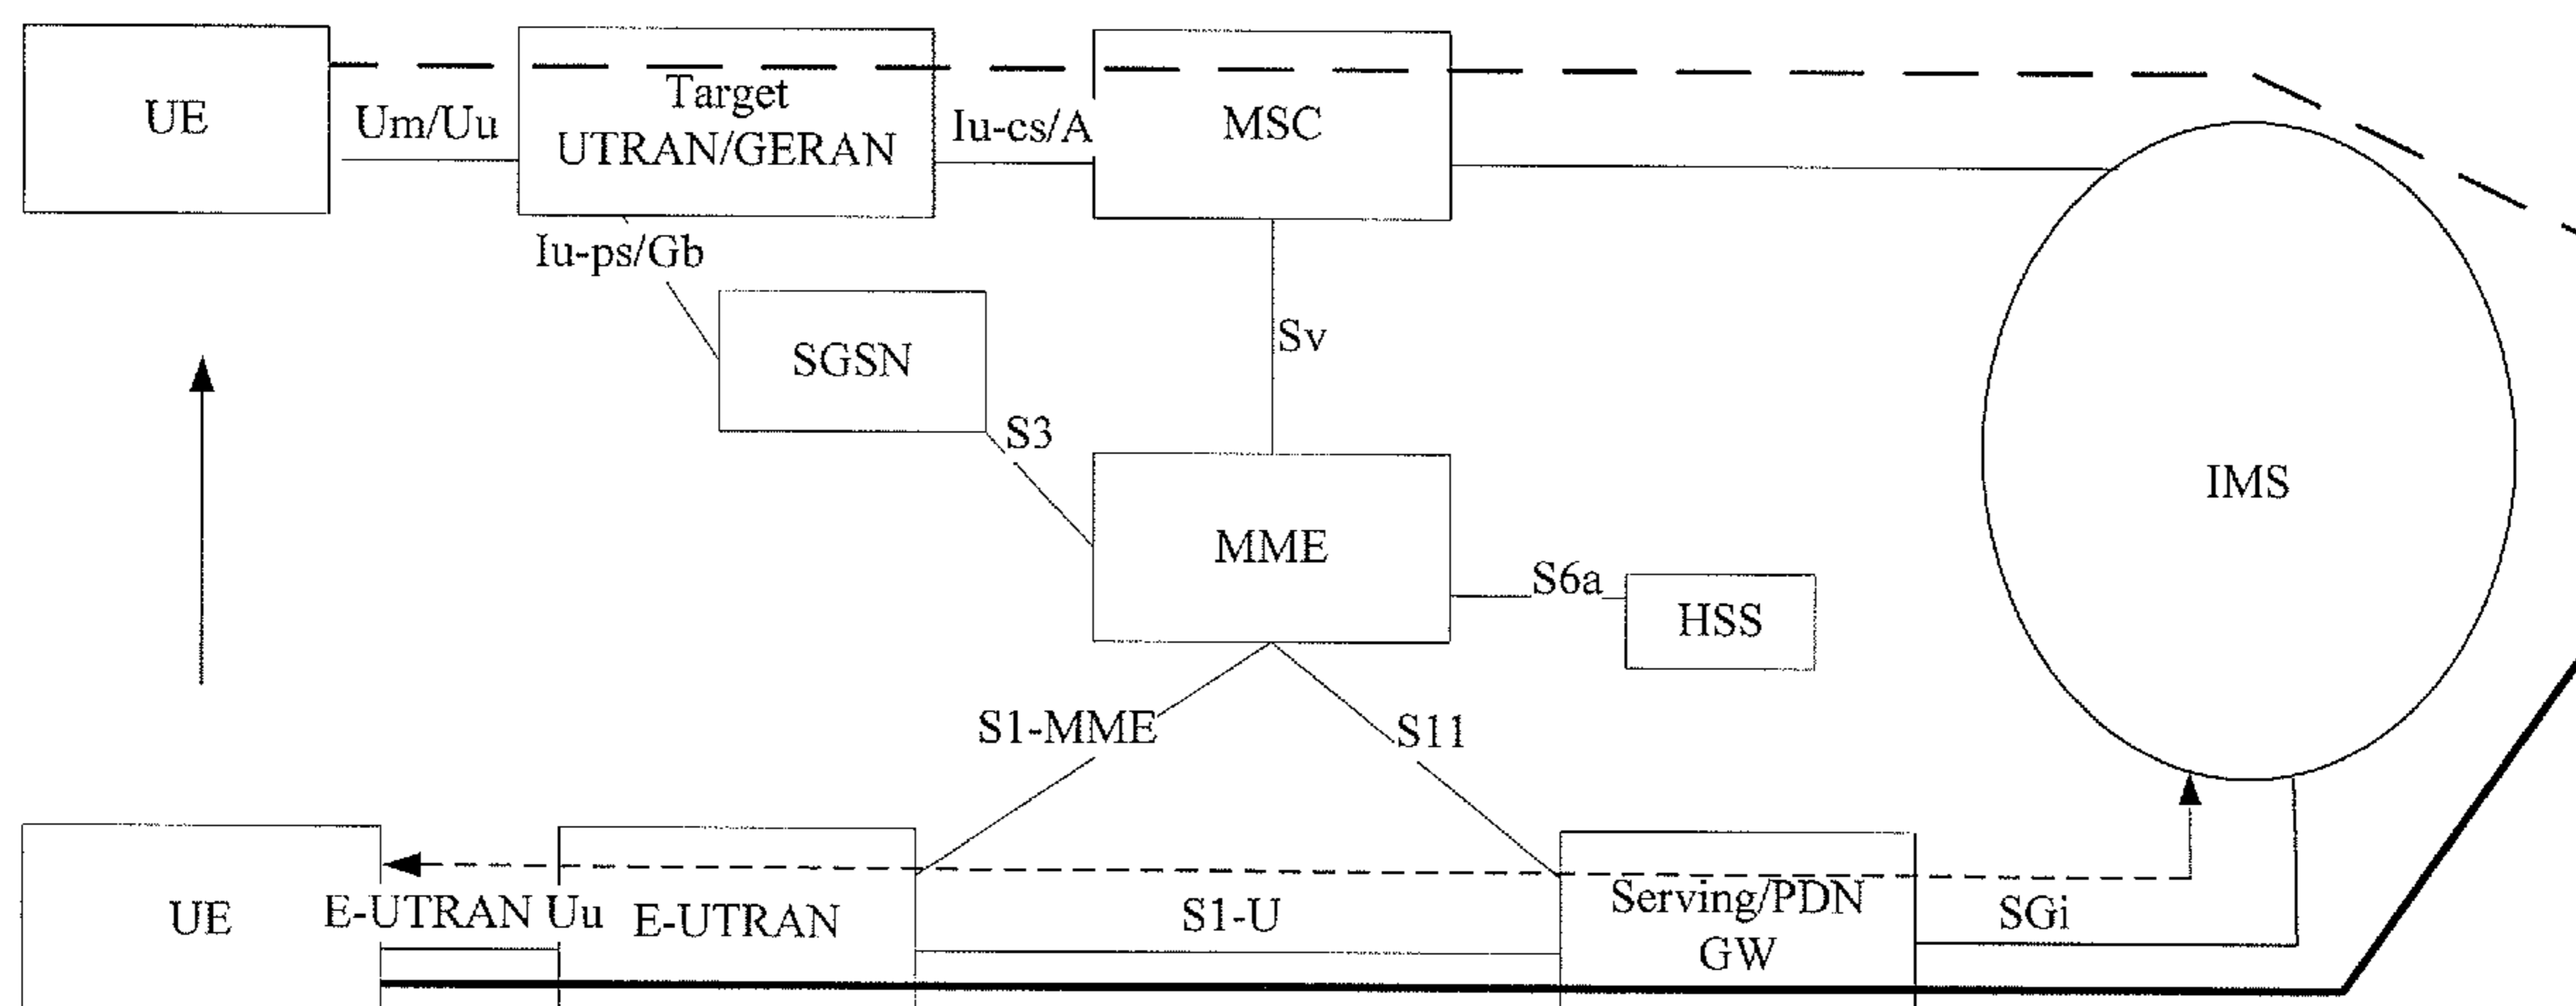 UE
Um/Uu
Target
UTRAN/GERAN
Iu-cs/A
MSC
Iu-ps/Gb
SGSN
Sv
S3
MME
IMS
S6a
HSS
S1-MME
S11
UE
E-UTRAN Uu
E-UTRAN
S1-U
Serving/PDN
GW
SGi